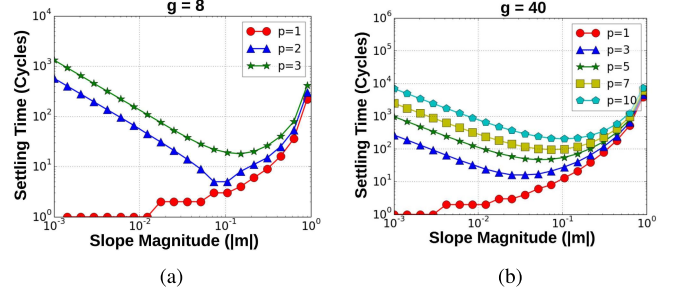 g = 8
Settling Time (Cycles)
10^4
10^3
10^2
10^1
10^0
p=1
p=2
p=3
10^-3
10^-2
10^-1
10^0
Slope Magnitude (|m|)
(a)
g = 40
Settling Time (Cycles)
10^6
10^5
10^4
10^3
10^2
10^1
10^0
p=1
p=3
p=5
p=7
p=10
10^-3
10^-2
10^-1
10^0
Slope Magnitude (|m|)
(b)